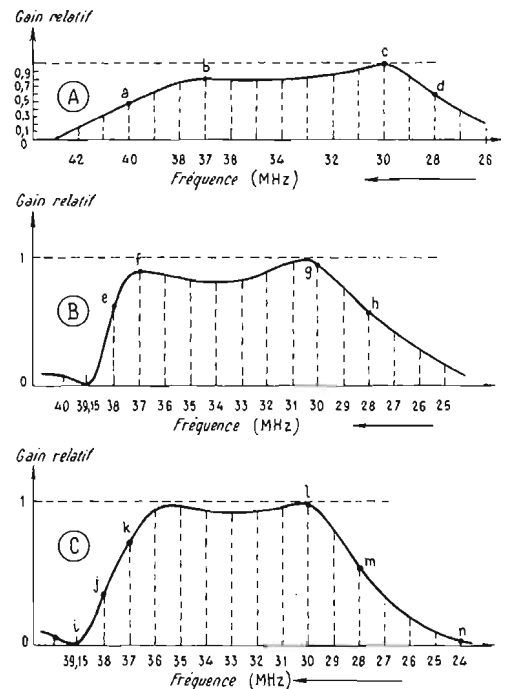 Gain relatif
A
0,9
0,7
0,5
0,3
0,1
0
a
b
c
d
42 40 38 37 36 34 30 28 26
Fréquence (MHz)
Gain relatif
B
1
0
e
f
g
h
40 39,15 38 37 36 35 34 33 32 31 30 29 28 27 26 25
Fréquence (MHz)
Gain relatif
C
1
0
i
j
k
l
m
n
39,15 38 37 36 35 34 33 32 31 30 29 28 27 26 25 24
Fréquence (MHz)